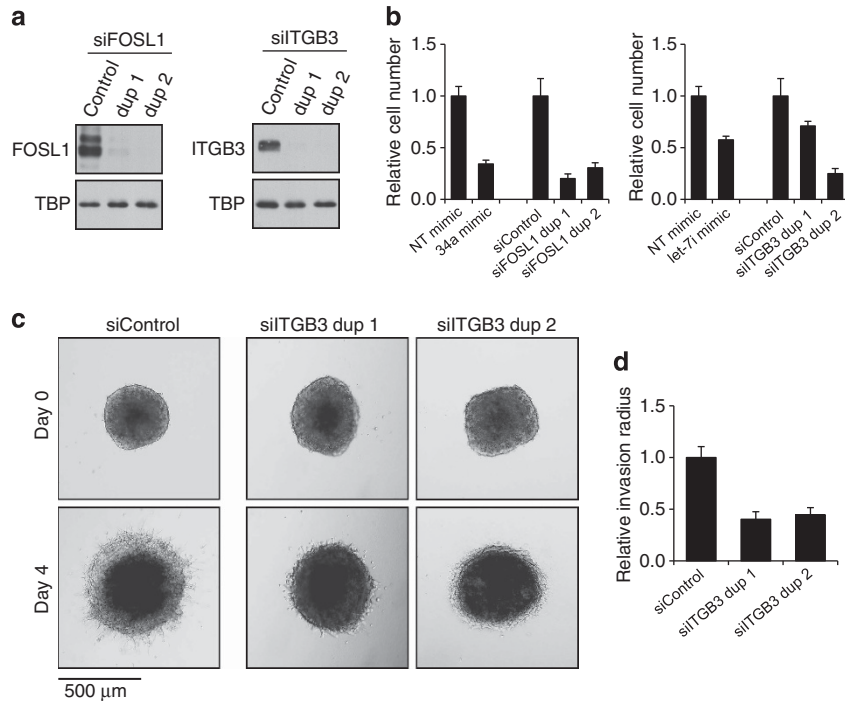 a
siFOSL1
Control
dup 1
dup 2
FOSL1
TBP
siITGB3
Control
dup 1
dup 2
ITGB3
TBP
b
Relative cell number
1.5
1.0
0.5
0.0
NT mimic
34a mimic
siControl
siFOSL1 dup 1
siFOSL1 dup 2
Relative cell number
1.5
1.0
0.5
0.0
NT mimic
let-7i mimic
siControl
siITGB3 dup 1
siITGB3 dup 2
c
siControl
siITGB3 dup 1
siITGB3 dup 2
Day 0
Day 4
500 μm
d
Relative invasion radius
1.5
1.0
0.5
0.0
siControl
siITGB3 dup 1
siITGB3 dup 2